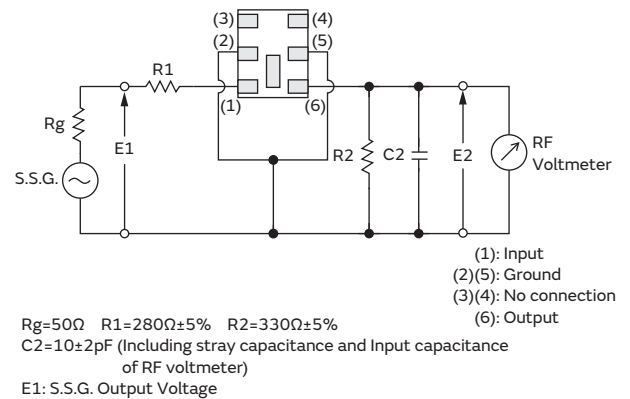 (3)
(4)
(2)
(5)
R1
(1)
(6)
Rg
E1
R2
C2
E2
RF
Voltmeter
S.S.G.
(1): Input
(2)(5): Ground
(3)(4): No connection
(6): Output
Rg=50Ω R1=280Ω±5% R2=330Ω±5%
C2=10±2pF (Including stray capacitance and Input capacitance
of RF voltmeter)
E1: S.S.G. Output Voltage